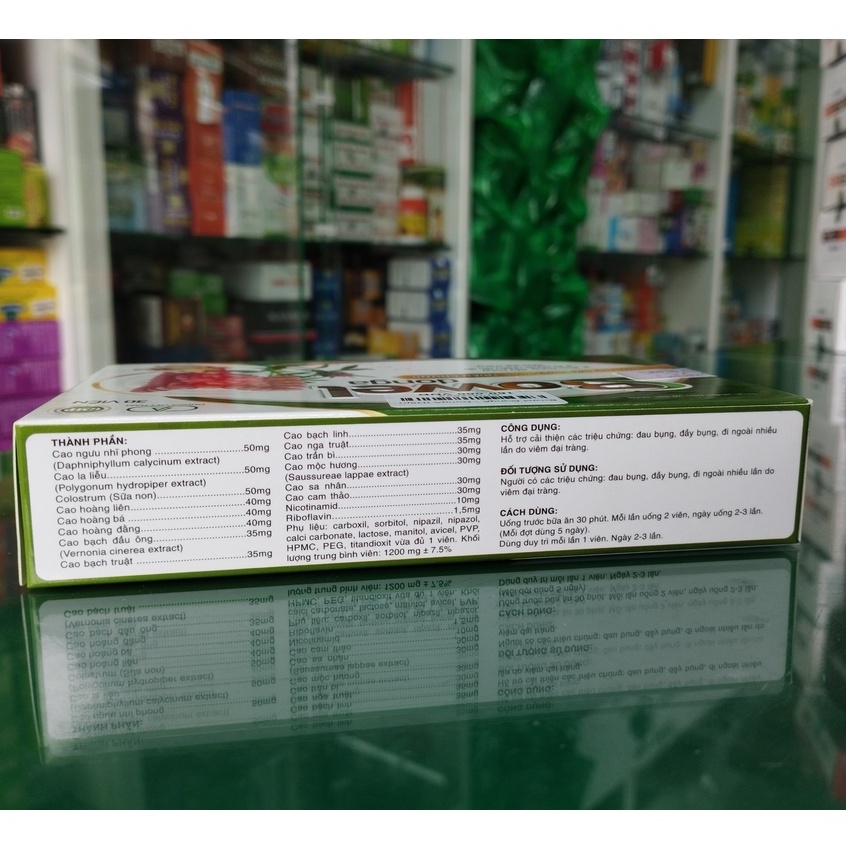 Bowel
30 VIÊN
THÀNH PHẦN:
Cao ngưu nhĩ phong ..............................50mg
(Daphniphyllum calycinum extract)
Cao la liễu..............................50mg
(Polygonum hydropiper extract)
Colostrum (Sữa non)..............................50mg
Cao hoàng liên..............................40mg
Cao hoàng bá ..............................40mg
Cao hoàng đằng ..............................40mg
Cao bạch đầu ông..............................35mg
(Vernonia cinerea extract)
Cao bạch truật ..............................35mg
Cao bạch linh..............................35mg
Cao nga truật..............................35mg
Cao trần bì..............................30mg
Cao mộc hương..............................30mg
(Saussureae lappae extract)
Cao sa nhân..............................30mg
Cao cam thảo..............................30mg
Nicotinamid..............................10mg
Riboflavin..............................1,5mg
Phụ liệu: carboxil, sorbitol, nipazil, nipazol,
calci carbonate, lactose, manitol, avicel, PVP,
HPMC, PEG, titandioxit vừa đủ 1 viên. Khối
lượng trung bình viên: 1200 mg ± 7.5%
CÔNG DỤNG:
Hỗ trợ cải thiện các triệu chứng: đau bụng, đầy bụng, đi ngoài nhiều
lần do viêm đại tràng.
ĐỐI TƯỢNG SỬ DỤNG:
Người có các triệu chứng: đau bụng, đầy bụng, đi ngoài nhiều lần do
viêm đại tràng.
CÁCH DÙNG:
Uống trước bữa ăn 30 phút. Mỗi lần uống 2 viên, ngày uống 2-3 lần.
(Mỗi đợt dùng 5 ngày).
Dùng duy trì mỗi lần 1 viên. Ngày 2-3 lần.